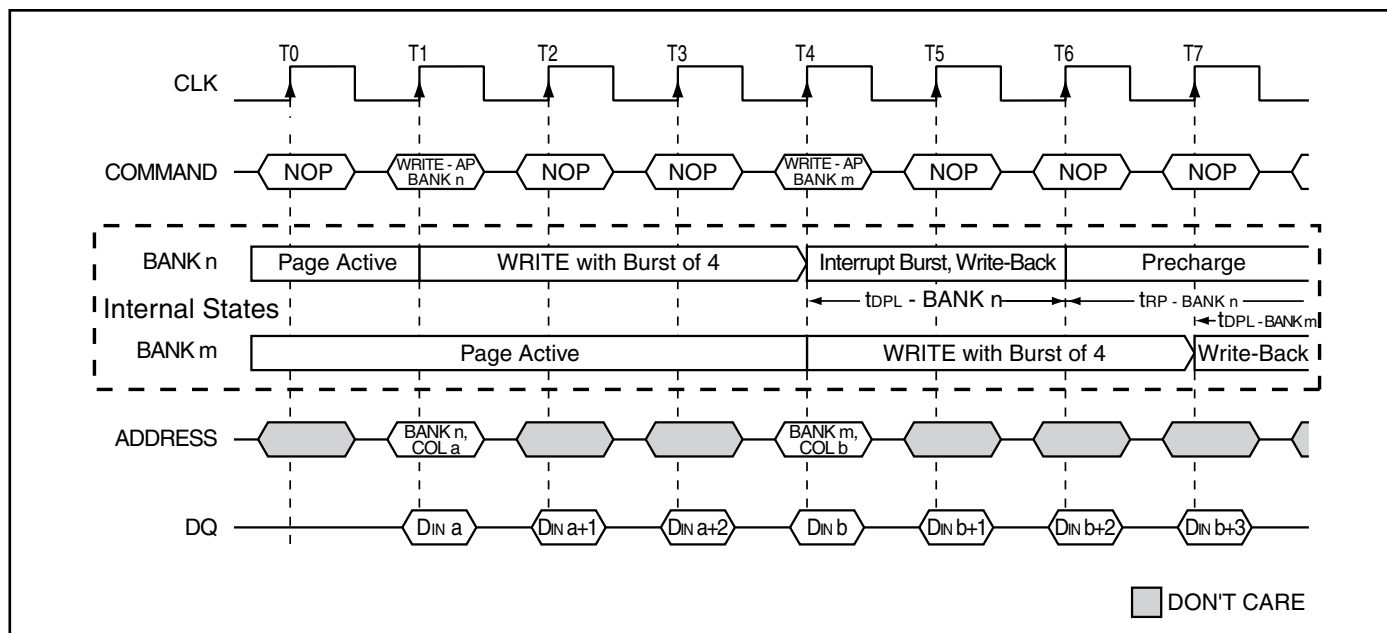 T0 T1 T2 T3 T4 T5 T6 T7
CLK
COMMAND NOP WRITE - AP BANK n NOP NOP WRITE - AP BANK m NOP NOP NOP
BANK n Page Active WRITE with Burst of 4 Interrupt Burst, Write-Back Precharge
tDPL - BANK n tRP - BANK n
Internal States
tDPL - BANK m
BANK m Page Active WRITE with Burst of 4 Write-Back
ADDRESS BANK n, COL a BANK m, COL b
DQ DIN a DIN a+1 DIN a+2 DIN b DIN b+1 DIN b+2 DIN b+3
DON'T CARE